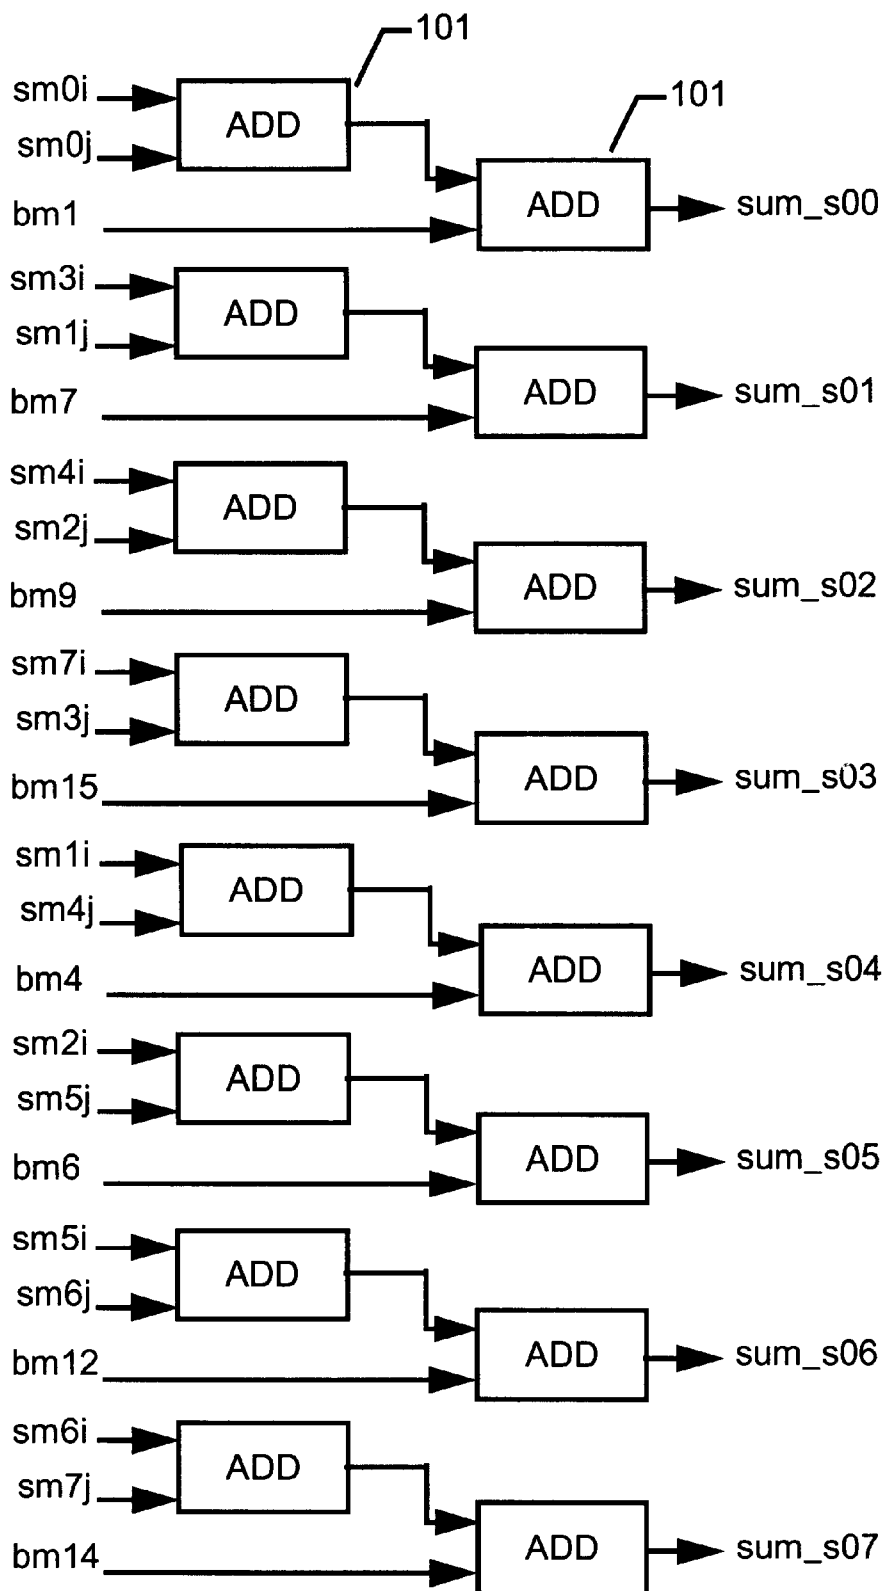 101
sm0i
ADD
101
sm0j
bm1
ADD
sum_s00
sm3i
ADD
sm1j
bm7
ADD
sum_s01
sm4i
ADD
sm2j
bm9
ADD
sum_s02
sm7i
ADD
sm3j
bm15
ADD
sum_s03
sm1i
ADD
sm4j
bm4
ADD
sum_s04
sm2i
ADD
sm5j
bm6
ADD
sum_s05
sm5i
ADD
sm6j
bm12
ADD
sum_s06
sm6i
ADD
sm7j
bm14
ADD
sum_s07